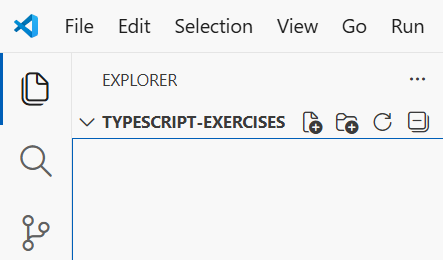 File Edit Selection View Go Run
EXPLORER
TYPESCRIPT-EXERCISES